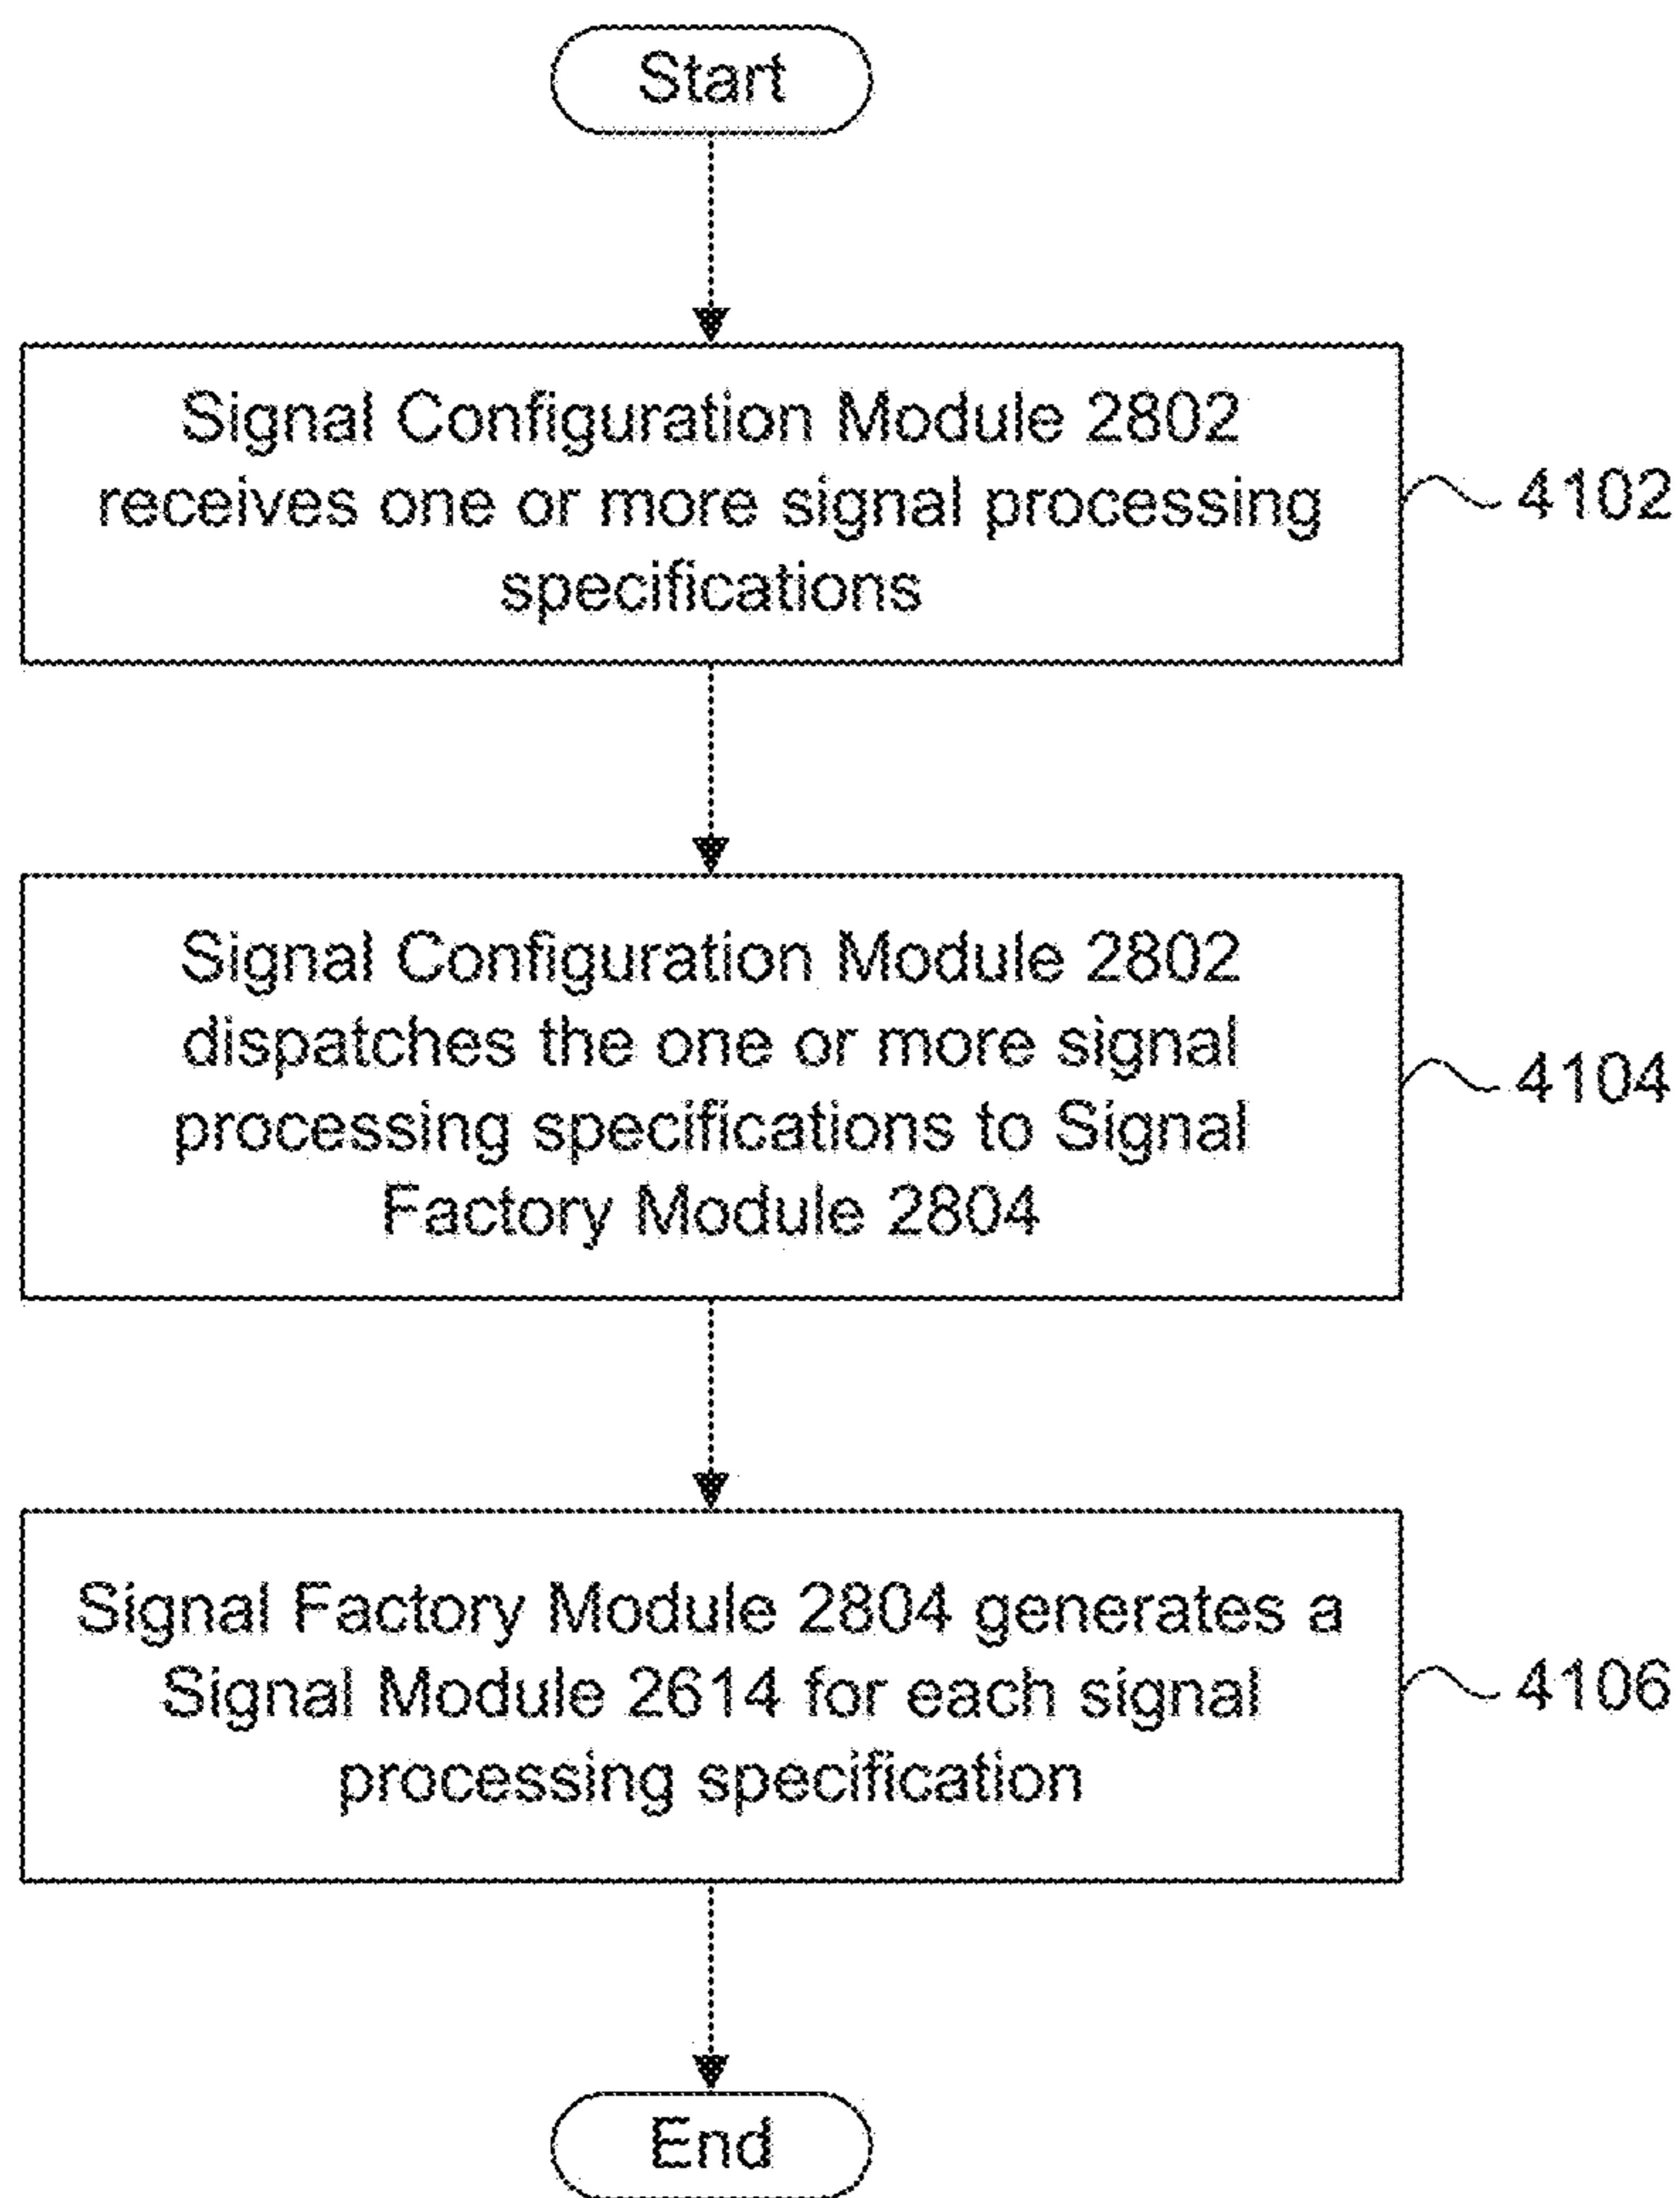 Start
Signal Configuration Module 2802
receives one or more signal processing
specifications
4102
Signal Configuration Module 2802
dispatches the one or more signal
processing specifications to Signal
Factory Module 2804
4104
Signal Factory Module 2804 generates a
Signal Module 2614 for each signal
processing specification
4106
End